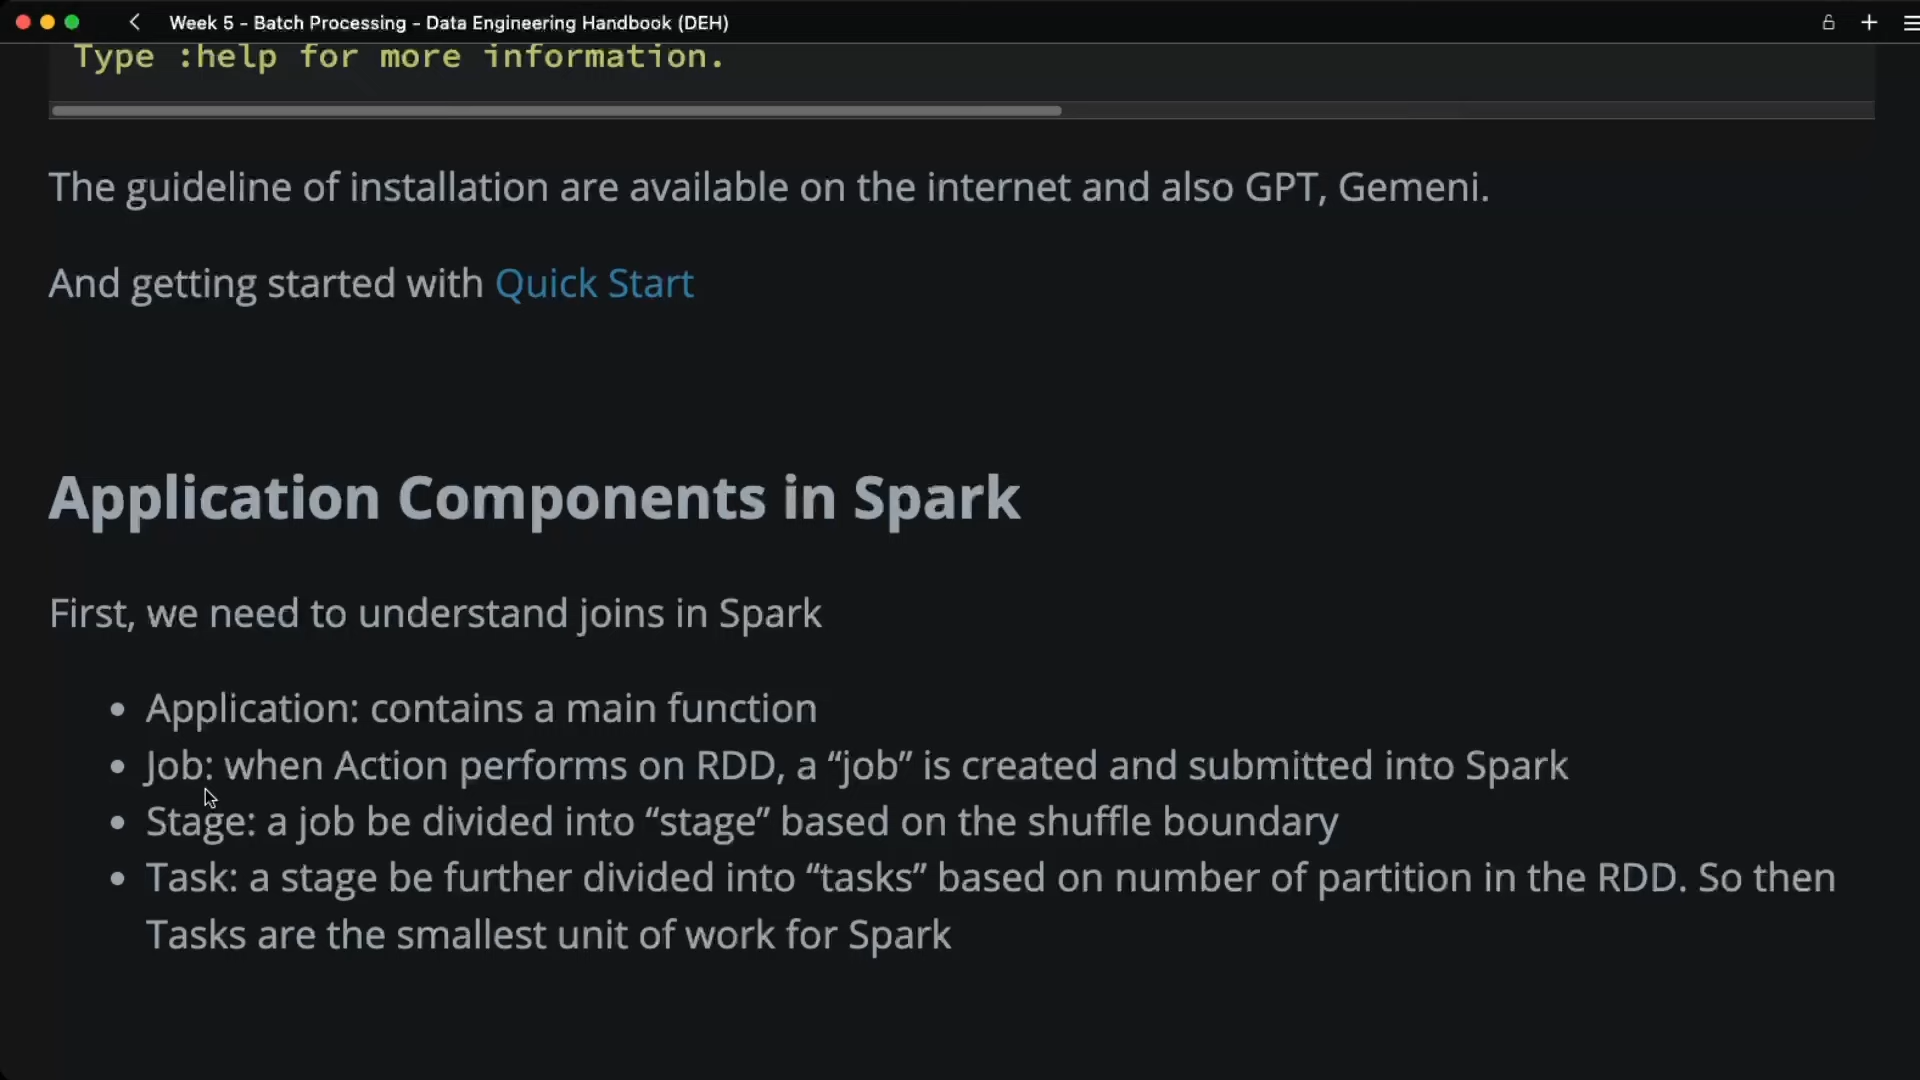 Week 5 - Batch Processing - Data Engineering Handbook (DEH)
Type :help for more information.
The guideline of installation are available on the internet and also GPT, Gemeni.
And getting started with Quick Start
Application Components in Spark
First, we need to understand joins in Spark
• Application: contains a main function
• Job: when Action performs on RDD, a “job” is created and submitted into Spark
• Stage: a job be divided into “stage” based on the shuffle boundary
• Task: a stage be further divided into “tasks” based on number of partition in the RDD. So then
Tasks are the smallest unit of work for Spark